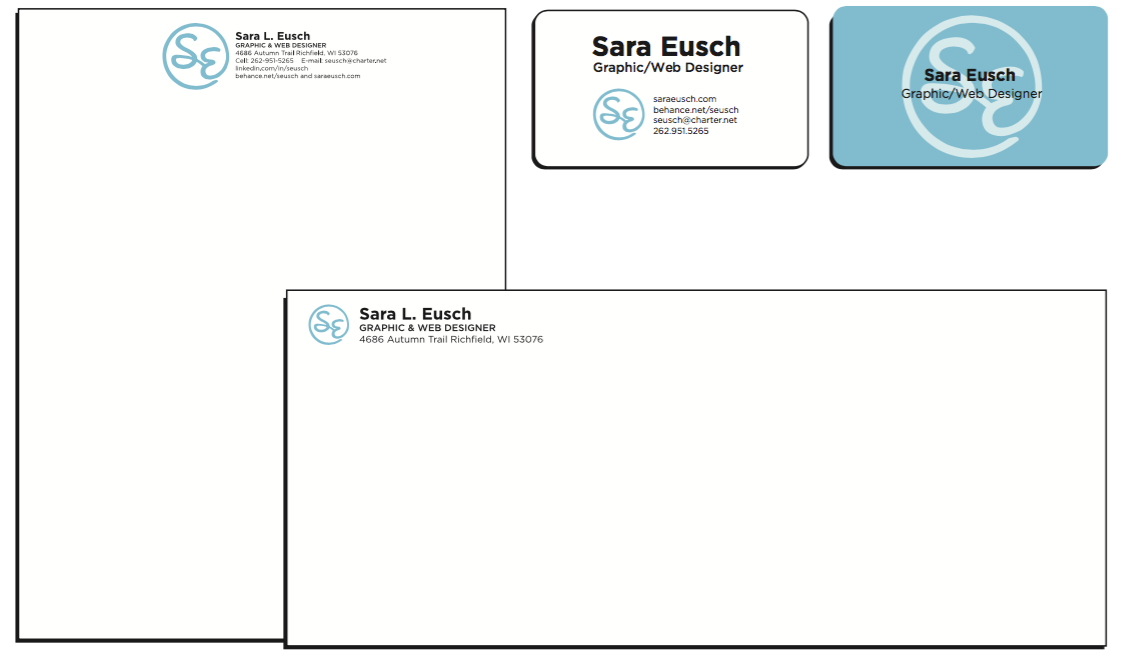 Sara L. Eusch
GRAPHIC & WEB DESIGNER
4686 Autumn Trail Richfield, WI 53076
Cell: 262-951-5265 E-mail: seusch@charter.net
linkedin.com/in/seusch
behance.net/seusch and saraeusch.com
SE
Sara Eusch
Graphic/Web Designer
SE
saraeusch.com
behance.net/seusch
seusch@charter.net
262.951.5265
SE
Sara Eusch
Graphic/Web Designer
SE
Sara L. Eusch
GRAPHIC & WEB DESIGNER
4686 Autumn Trail Richfield, WI 53076